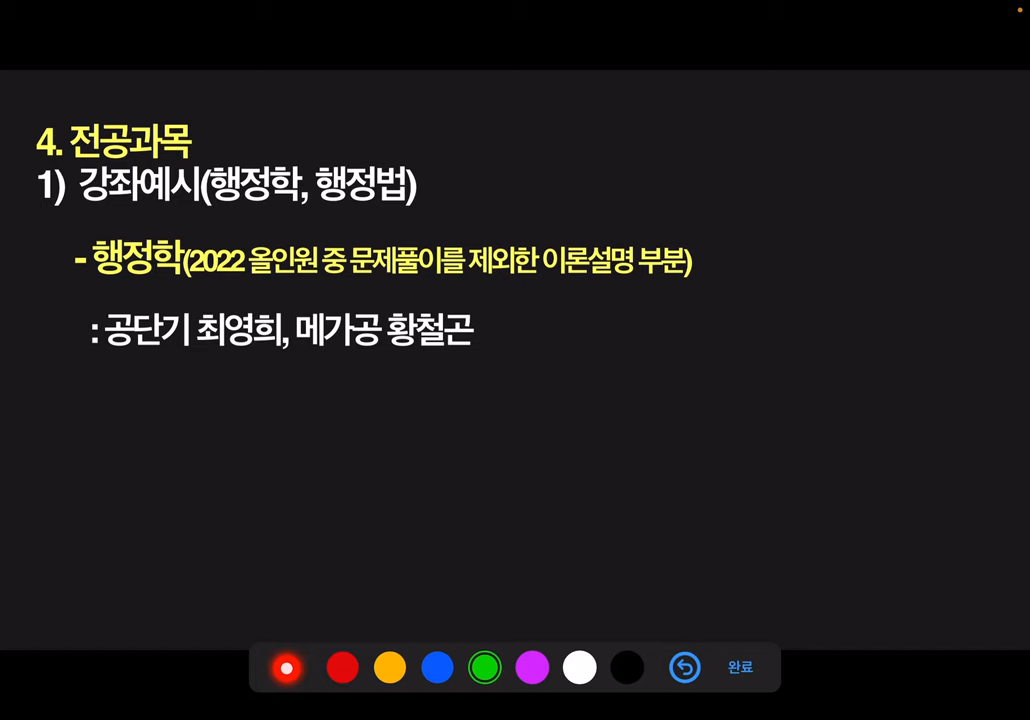 4. 전공과목
1) 강좌예시(행정학, 행정법)
- 행정학(2022 올인원 중 문제풀이를 제외한 이론설명 부분)
: 공단기 최영희, 메가공 황철곤
완료